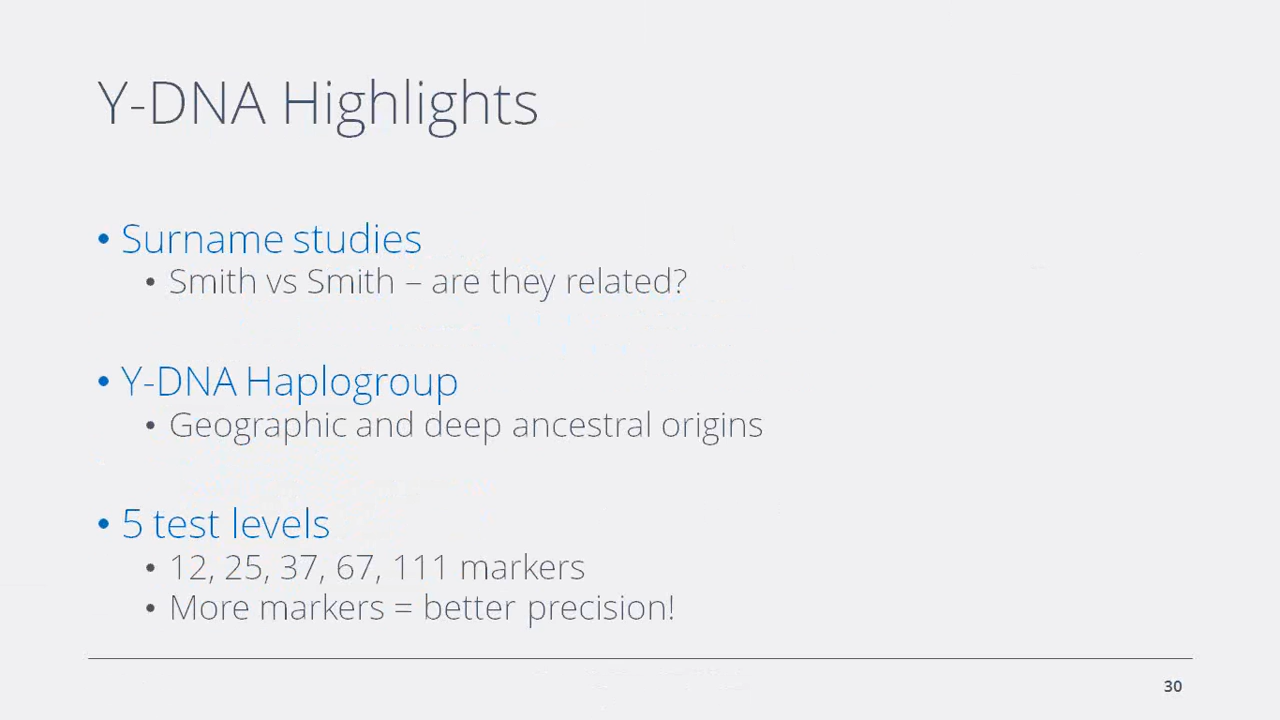 Y-DNA Highlights
• Surname studies
• Smith vs Smith – are they related?
• Y-DNA Haplogroup
• Geographic and deep ancestral origins
• 5 test levels
• 12, 25, 37, 67, 111 markers
• More markers = better precision!
30